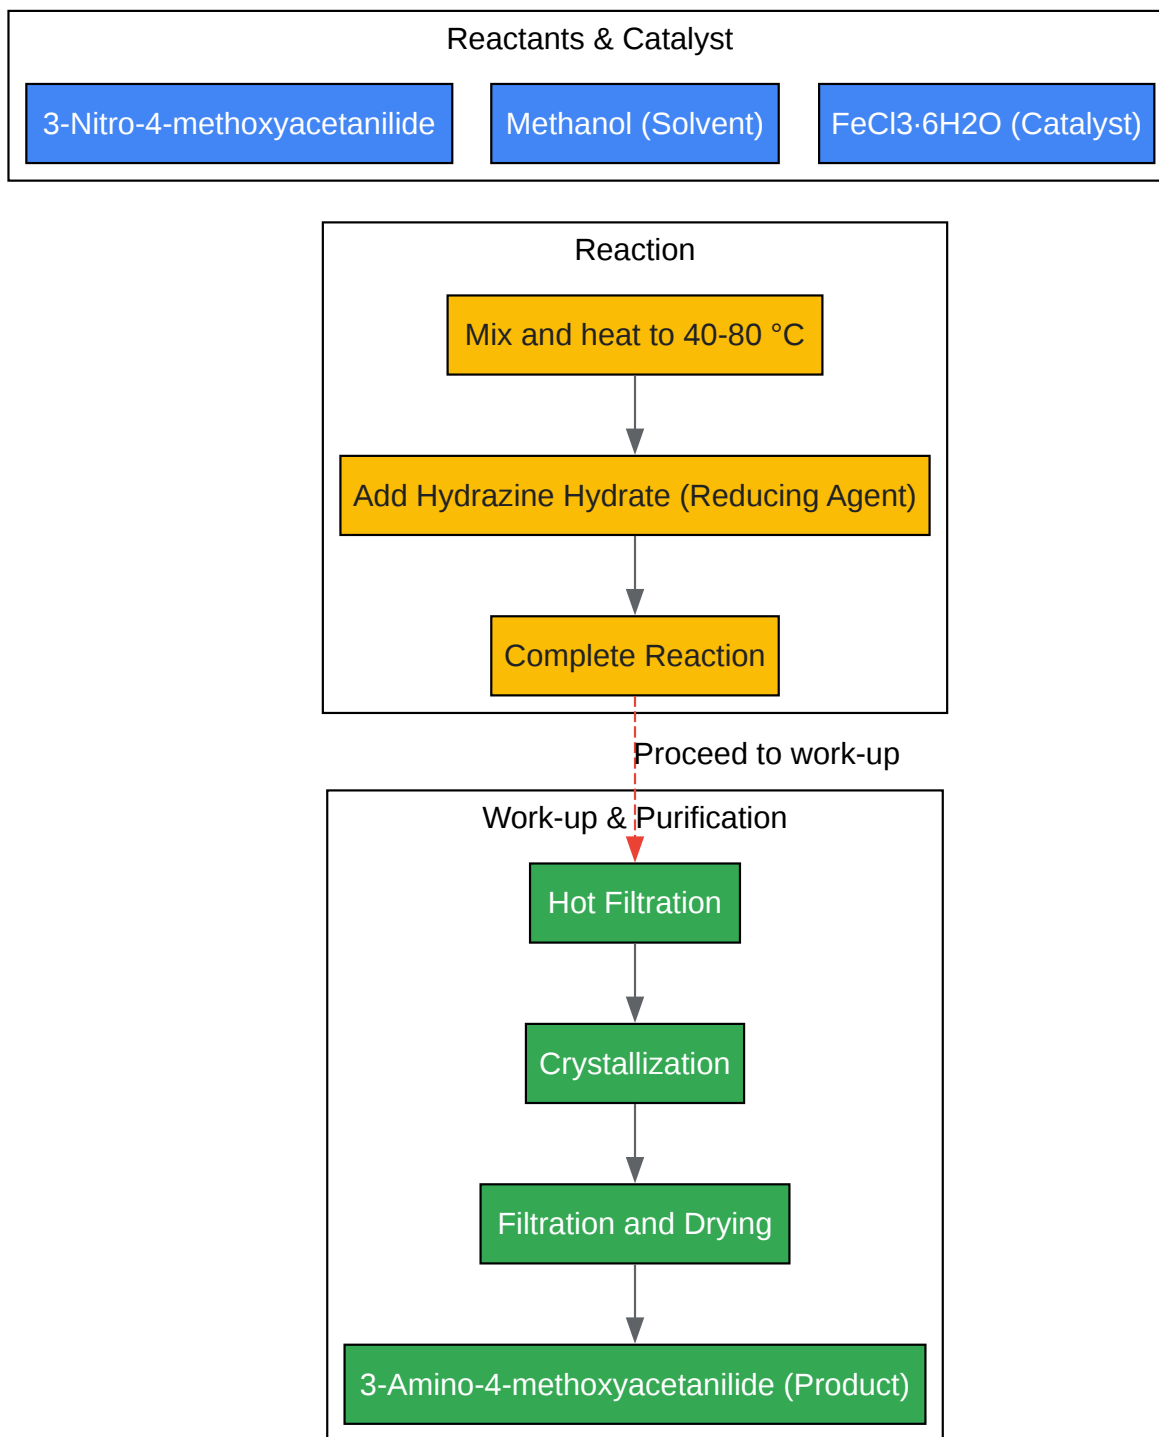 Reactants & Catalyst
3-Nitro-4-methoxyacetanilide
Methanol (Solvent)
FeCl3·6H2O (Catalyst)
Reaction
Mix and heat to 40-80 °C
Add Hydrazine Hydrate (Reducing Agent)
Complete Reaction
Proceed to work-up
Work-up & Purification
Hot Filtration
Crystallization
Filtration and Drying
3-Amino-4-methoxyacetanilide (Product)